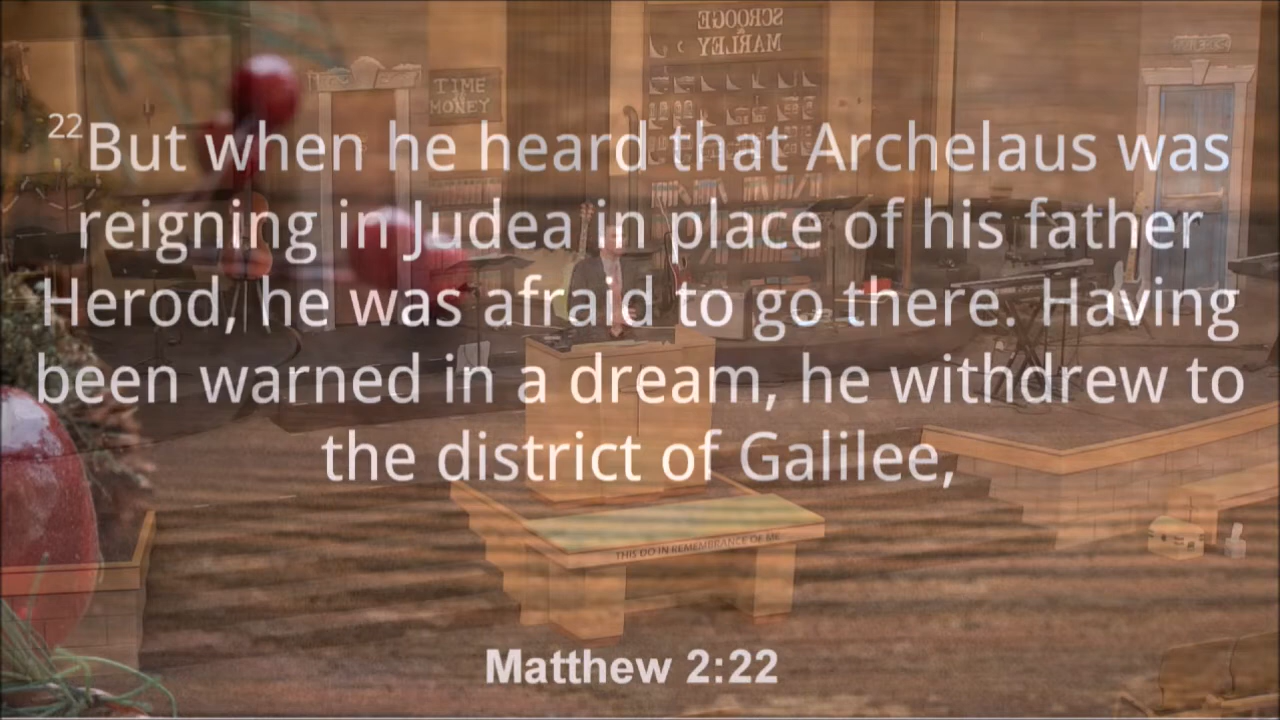 SCROOGE
&
MARLEY
TIME
IS
MONEY
22 But when he heard that Archelaus was
reigning in Judea in place of his father
Herod, he was afraid to go there. Having
been warned in a dream, he withdrew to
the district of Galilee,
THIS DO IN REMEMBRANCE OF ME
Matthew 2:22